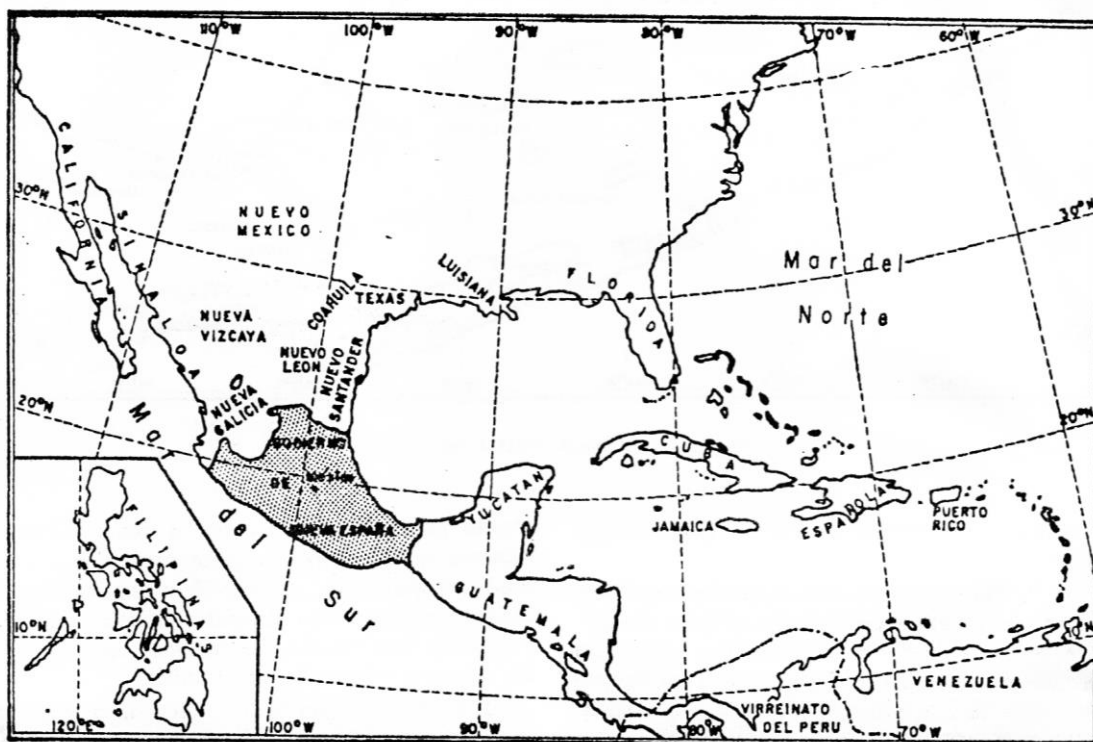 110°W
100°W
90°W
80°W
70°W
60°W
CALIFORNIA
SINALOA
30°N
NUEVO
MEXICO
30°N
Mar del
Norte
NUEVA
VIZCAYA
COAHUILA
TEXAS
LUISIANA
FLORIDA
NUEVO
LEON
NUEVO
SANTANDER
NUEVA
GALICIA
20°N
20°N
GOBIERNO
DE
México
NUEVA ESPAÑA
Mar
del
Sur
YUCATAN
CUBA
JAMAICA
ESPAÑOLA
PUERTO
RICO
GUATEMALA
FILIPINAS
10°N
10°N
VENEZUELA
VIRREINATO
DEL PERU
120°E
100°W
90°W
80°W
70°W